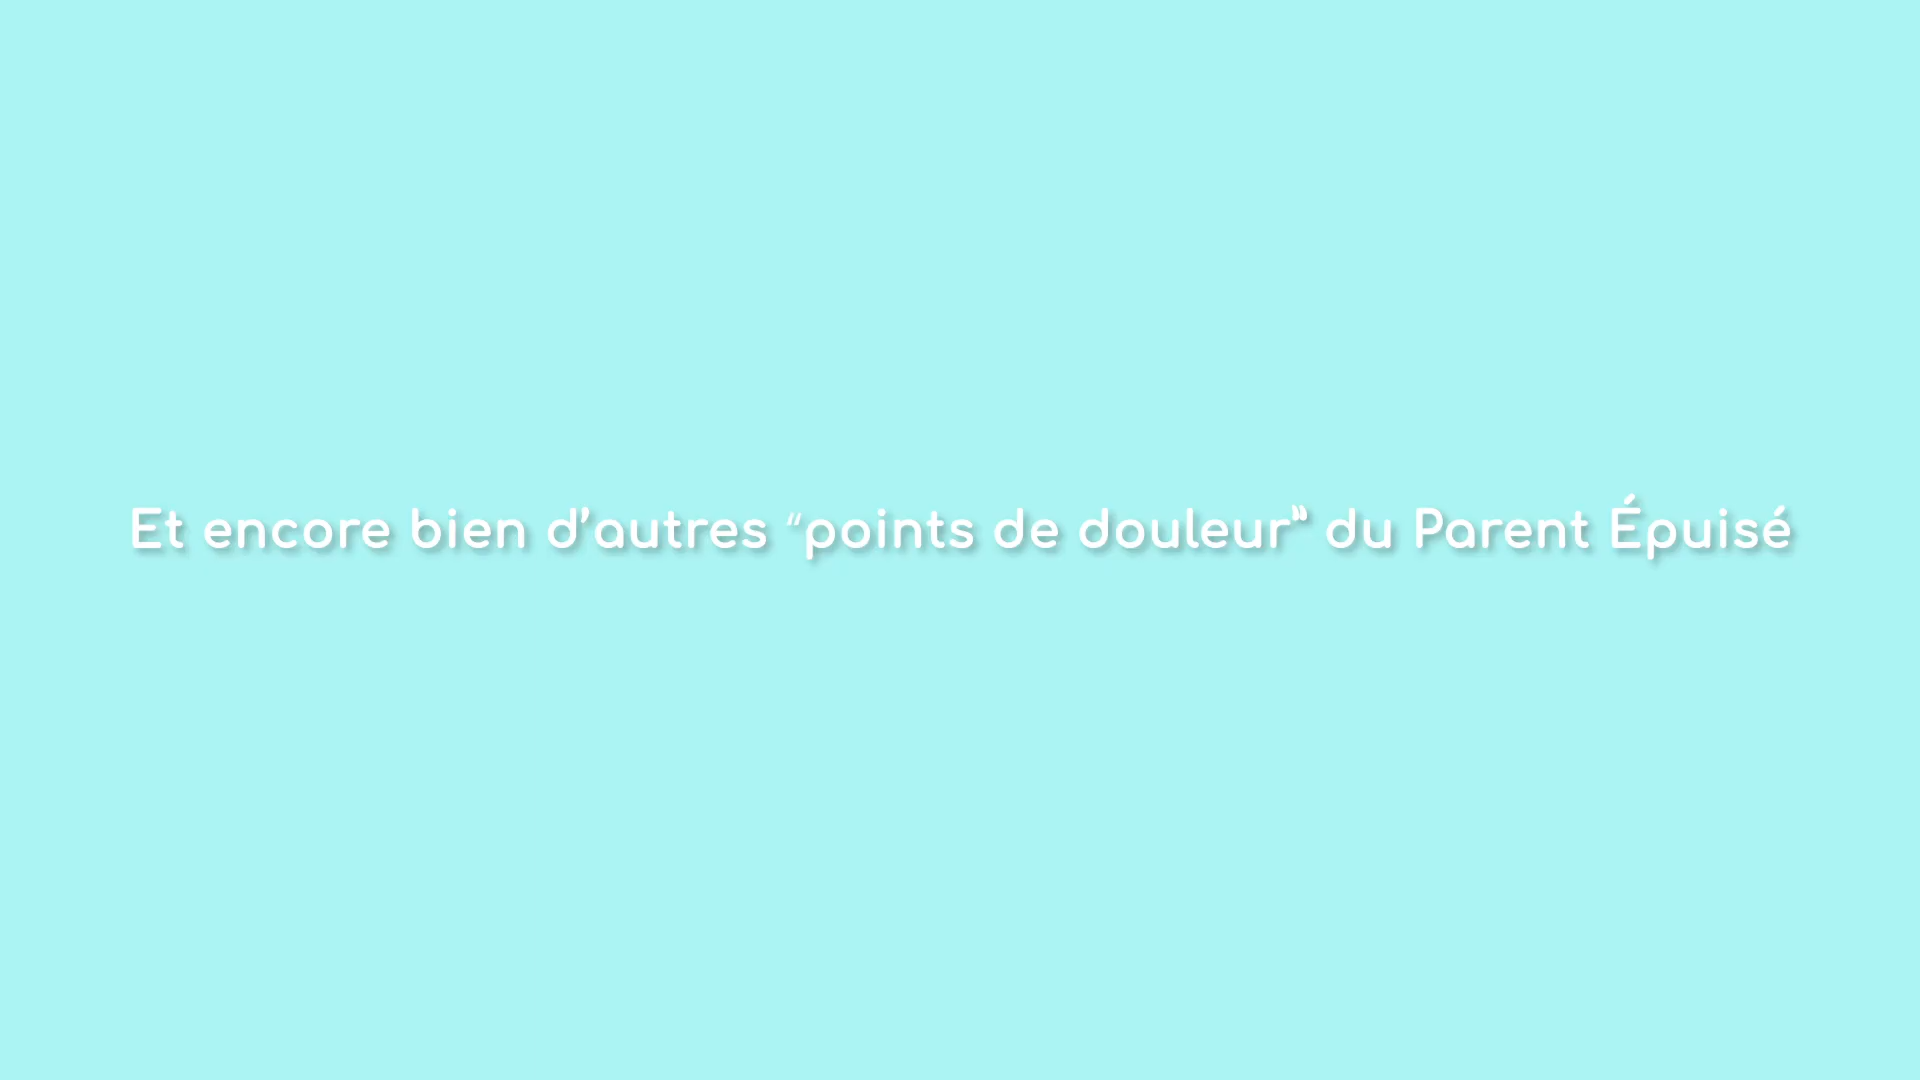 Et encore bien d’autres “points de douleur” du Parent Épuisé